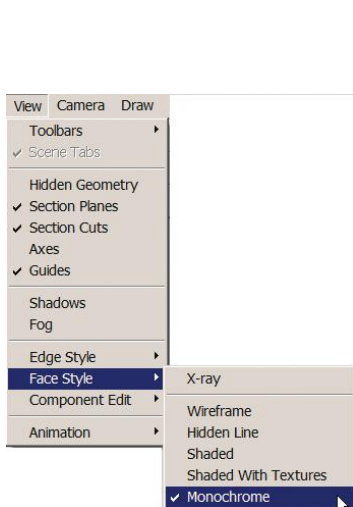 View Camera Draw
Toolbars
Scene Tabs
Hidden Geometry
Section Planes
Section Cuts
Axes
Guides
Shadows
Fog
Edge Style
Face Style
Component Edit
Animation
X-ray
Wireframe
Hidden Line
Shaded
Shaded With Textures
Monochrome